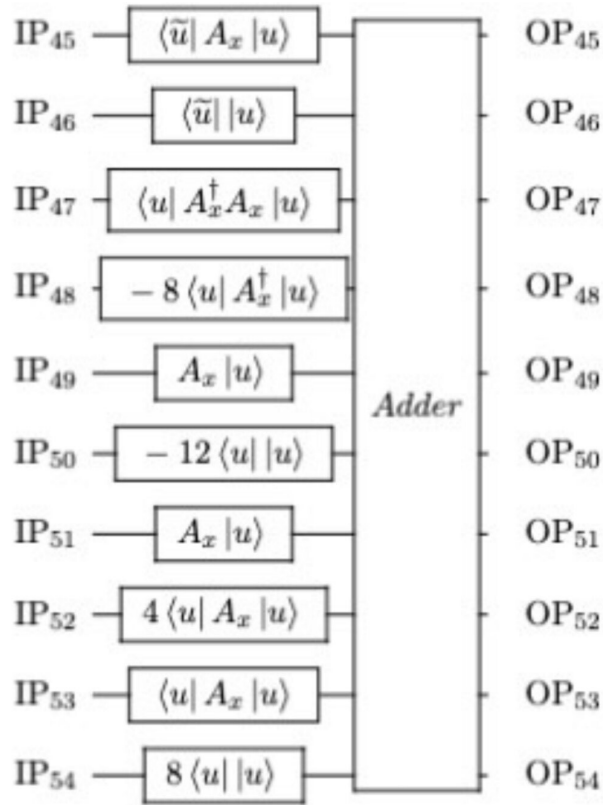 IP₄₅ ⟨ũ| Aₓ |u⟩ OP₄₅
IP₄₆ ⟨ũ| |u⟩ OP₄₆
IP₄₇ ⟨u| Aₓ†Aₓ |u⟩ OP₄₇
IP₄₈ − 8 ⟨u| Aₓ† |u⟩ OP₄₈
IP₄₉ Aₓ |u⟩ OP₄₉
Adder
IP₅₀ − 12 ⟨u| |u⟩ OP₅₀
IP₅₁ Aₓ |u⟩ OP₅₁
IP₅₂ 4 ⟨u| Aₓ |u⟩ OP₅₂
IP₅₃ ⟨u| Aₓ |u⟩ OP₅₃
IP₅₄ 8 ⟨u| |u⟩ OP₅₄